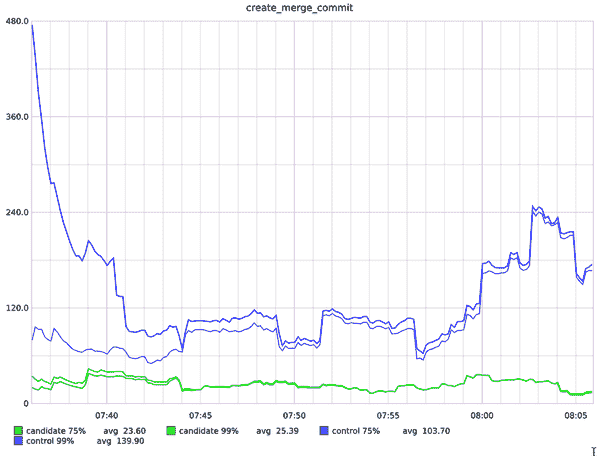 create_merge_commit
480.0
360.0
240.0
120.0
0
07:40 07:45 07:50 07:55 08:00 08:05
candidate 75% avg 23.60 candidate 99% avg 25.39 control 75% avg 103.70
control 99% avg 139.90